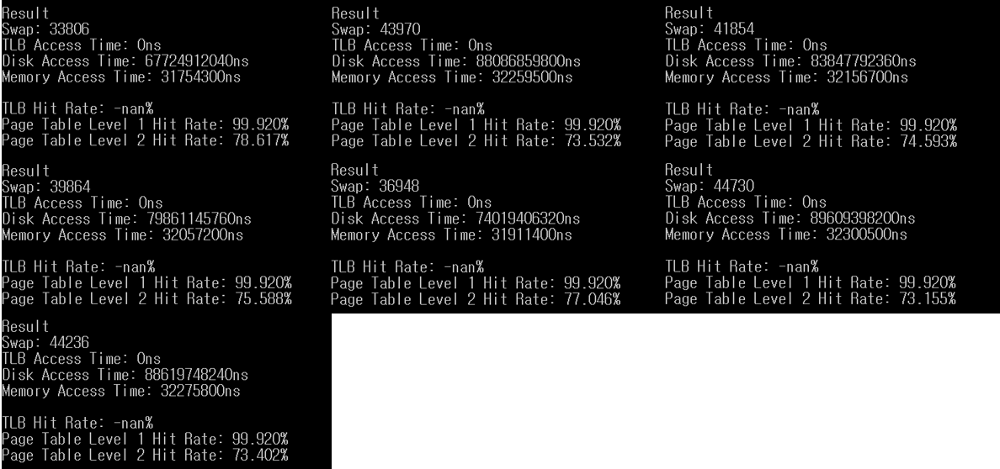 Result
Swap: 33806
TLB Access Time: 0ns
Disk Access Time: 67724912040ns
Memory Access Time: 31754300ns
TLB Hit Rate: -nan%
Page Table Level 1 Hit Rate: 99.920%
Page Table Level 2 Hit Rate: 78.617%
Result
Swap: 43970
TLB Access Time: 0ns
Disk Access Time: 88086859800ns
Memory Access Time: 32259500ns
TLB Hit Rate: -nan%
Page Table Level 1 Hit Rate: 99.920%
Page Table Level 2 Hit Rate: 73.532%
Result
Swap: 41854
TLB Access Time: 0ns
Disk Access Time: 83847792360ns
Memory Access Time: 32156700ns
TLB Hit Rate: -nan%
Page Table Level 1 Hit Rate: 99.920%
Page Table Level 2 Hit Rate: 74.593%
Result
Swap: 39864
TLB Access Time: 0ns
Disk Access Time: 79861145760ns
Memory Access Time: 32057200ns
TLB Hit Rate: -nan%
Page Table Level 1 Hit Rate: 99.920%
Page Table Level 2 Hit Rate: 75.588%
Result
Swap: 36948
TLB Access Time: 0ns
Disk Access Time: 74019406320ns
Memory Access Time: 31911400ns
TLB Hit Rate: -nan%
Page Table Level 1 Hit Rate: 99.920%
Page Table Level 2 Hit Rate: 77.046%
Result
Swap: 44730
TLB Access Time: 0ns
Disk Access Time: 89609398200ns
Memory Access Time: 32300500ns
TLB Hit Rate: -nan%
Page Table Level 1 Hit Rate: 99.920%
Page Table Level 2 Hit Rate: 73.155%
Result
Swap: 44236
TLB Access Time: 0ns
Disk Access Time: 88619748240ns
Memory Access Time: 32275800ns
TLB Hit Rate: -nan%
Page Table Level 1 Hit Rate: 99.920%
Page Table Level 2 Hit Rate: 73.402%